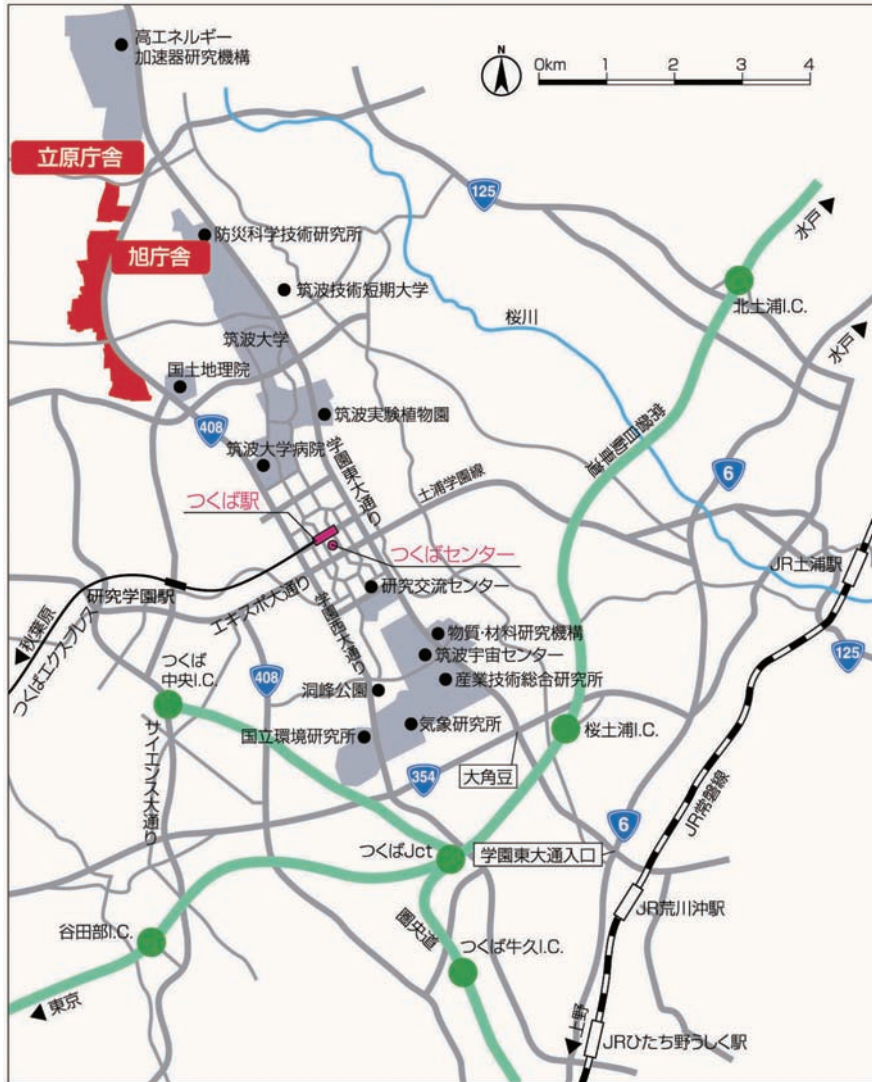 高エネルギー
加速器研究機構
N
0km 1 2 3 4
立原庁舎
125
水戸
防災科学技術研究所
旭庁舎
北土浦I.C.
筑波技術短期大学
桜川
水戸
筑波大学
国土地理院
筑波実験植物園
408
常磐自動車道
学園東大通り
筑波大学病院
6
土浦学園線
つくば駅
つくばセンター
JR土浦駅
研究学園駅
研究交流センター
エキスポ大通り
学園西大通り
秋葉原
つくばエクスプレス
物質・材料研究機構
125
筑波宇宙センター
つくば
中央I.C.
408
産業技術総合研究所
洞峰公園
気象研究所
桜土浦I.C.
国立環境研究所
サイエンス大通り
354
大角豆
JR常磐線
6
つくばJct
学園東大通入口
JR荒川沖駅
谷田部I.C.
圏央道
つくば牛久I.C.
東京
上野
JRひたち野うしく駅